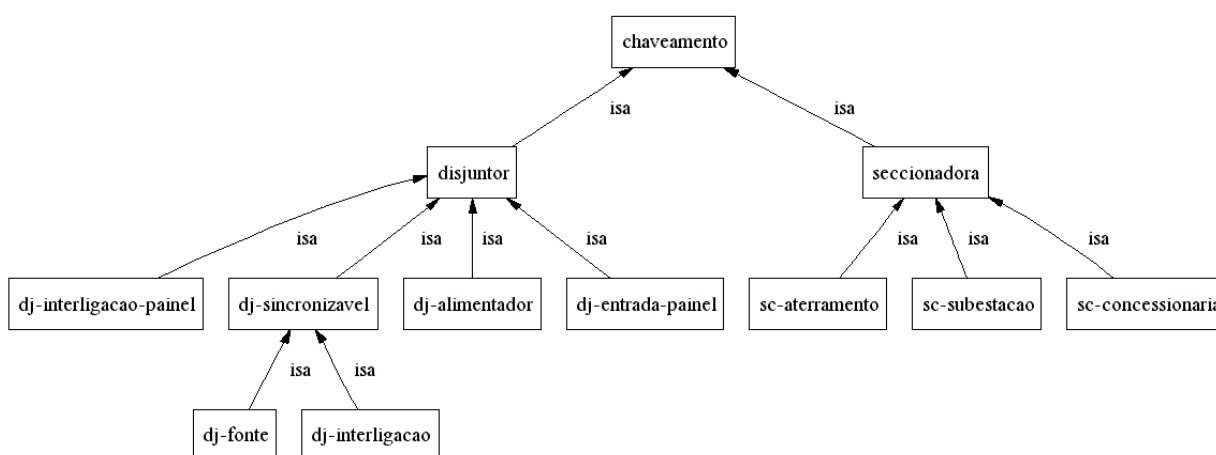 chaveamento
isa
isa
disjuntor
seccionadora
isa
isa
isa
isa
isa
isa
isa
dj-interligacao-painel
dj-sincronizavel
dj-alimentador
dj-entrada-painel
sc-aterramento
sc-subestacao
sc-concessionaria
isa
isa
dj-fonte
dj-interligacao